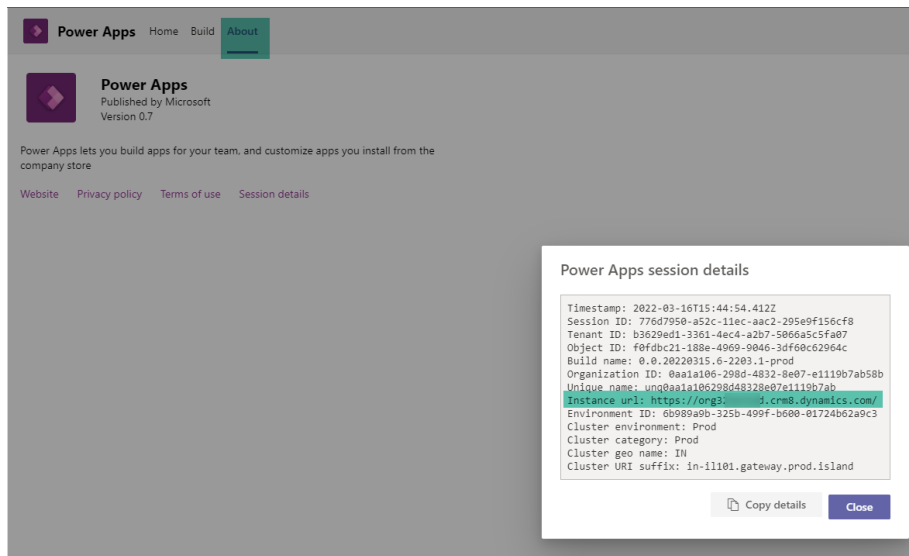 Power Apps Home Build About
Power Apps
Published by Microsoft
Version 0.7
Power Apps lets you build apps for your team, and customize apps you install from the
company store
Website Privacy policy Terms of use Session details
Power Apps session details
Timestamp: 2022-03-16T15:44:54.412Z
Session ID: 776d7950-a52c-11ec-aac2-295e9f156cf8
Tenant ID: b3629ed1-3361-4ec4-a2b7-5066a5c5fa07
Object ID: f0fdbc21-188e-4969-9046-3df60c62964c
Build name: 0.0.20220315.6-2203.1-prod
Organization ID: 0aa1a106-298d-4832-8e07-e1119b7ab58b
Unique name: unq0aa1a106298d48328e07e1119b7ab
Instance url: https://org32 d.crm8.dynamics.com/
Environment ID: 6b989a9b-325b-499f-b600-01724b62a9c3
Cluster environment: Prod
Cluster category: Prod
Cluster geo name: IN
Cluster URI suffix: in-il101.gateway.prod.island
Copy details Close